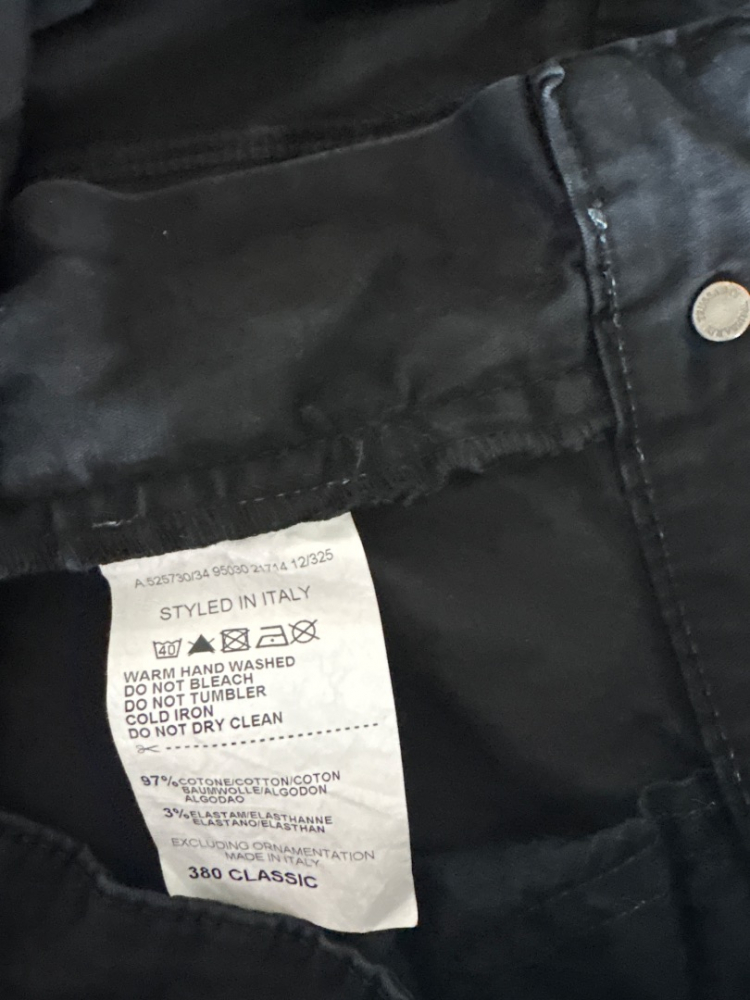 A.525730/34 95030 21714 12/325
STYLED IN ITALY
40
WARM HAND WASHED
DO NOT BLEACH
DO NOT TUMBLER
COLD IRON
DO NOT DRY CLEAN
97%COTONE/COTTON/COTON
BAUMWOLLE/ALGODON
ALGODAO
3%ELASTAM/ELASTHANNE
ELASTANO/ELASTHAN
EXCLUDING ORNAMENTATION
MADE IN ITALY
380 CLASSIC